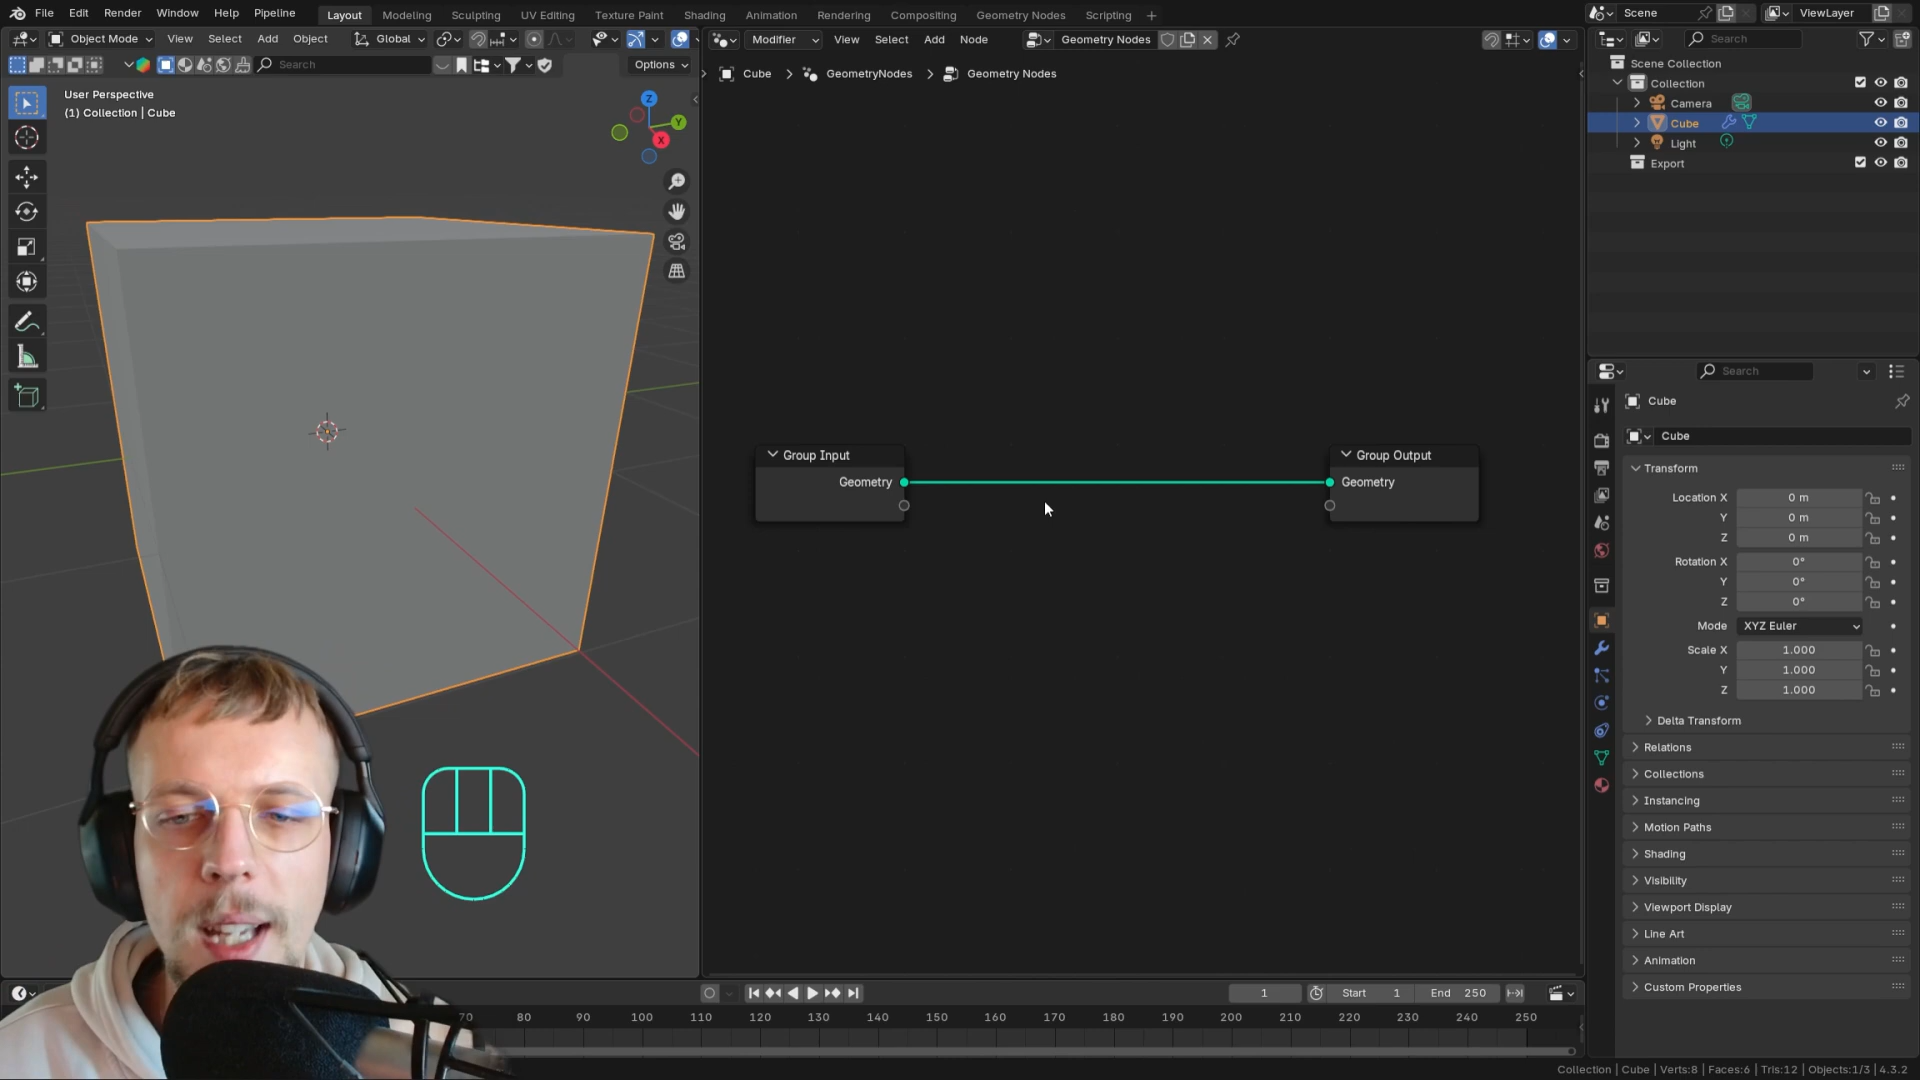 File Edit Render Window Help Pipeline Layout Modeling Sculpting UV Editing Texture Paint Shading Animation Rendering Compositing Geometry Nodes Scripting Scene ViewLayer
Object Mode View Select Add Object Global
Search Options
User Perspective
(1) Collection | Cube
Z
Y
X
Modifier View Select Add Node Geometry Nodes
Cube GeometryNodes Geometry Nodes
Group Input
Geometry
Group Output
Geometry
Search
Scene Collection
Collection
Camera
Cube
Light
Export
Search
Cube
Cube
Transform
Location X 0 m
Y 0 m
Z 0 m
Rotation X 0°
Y 0°
Z 0°
Mode XYZ Euler
Scale X 1.000
Y 1.000
Z 1.000
Delta Transform
Relations
Collections
Instancing
Motion Paths
Shading
Visibility
Viewport Display
Line Art
Animation
Custom Properties
1 Start 1 End 250
70 80 90 100 110 120 130 140 150 160 170 180 190 200 210 220 230 240 250
Collection | Cube | Verts:8 | Faces:6 | Tris:12 | Objects:1/3 | 4.3.2